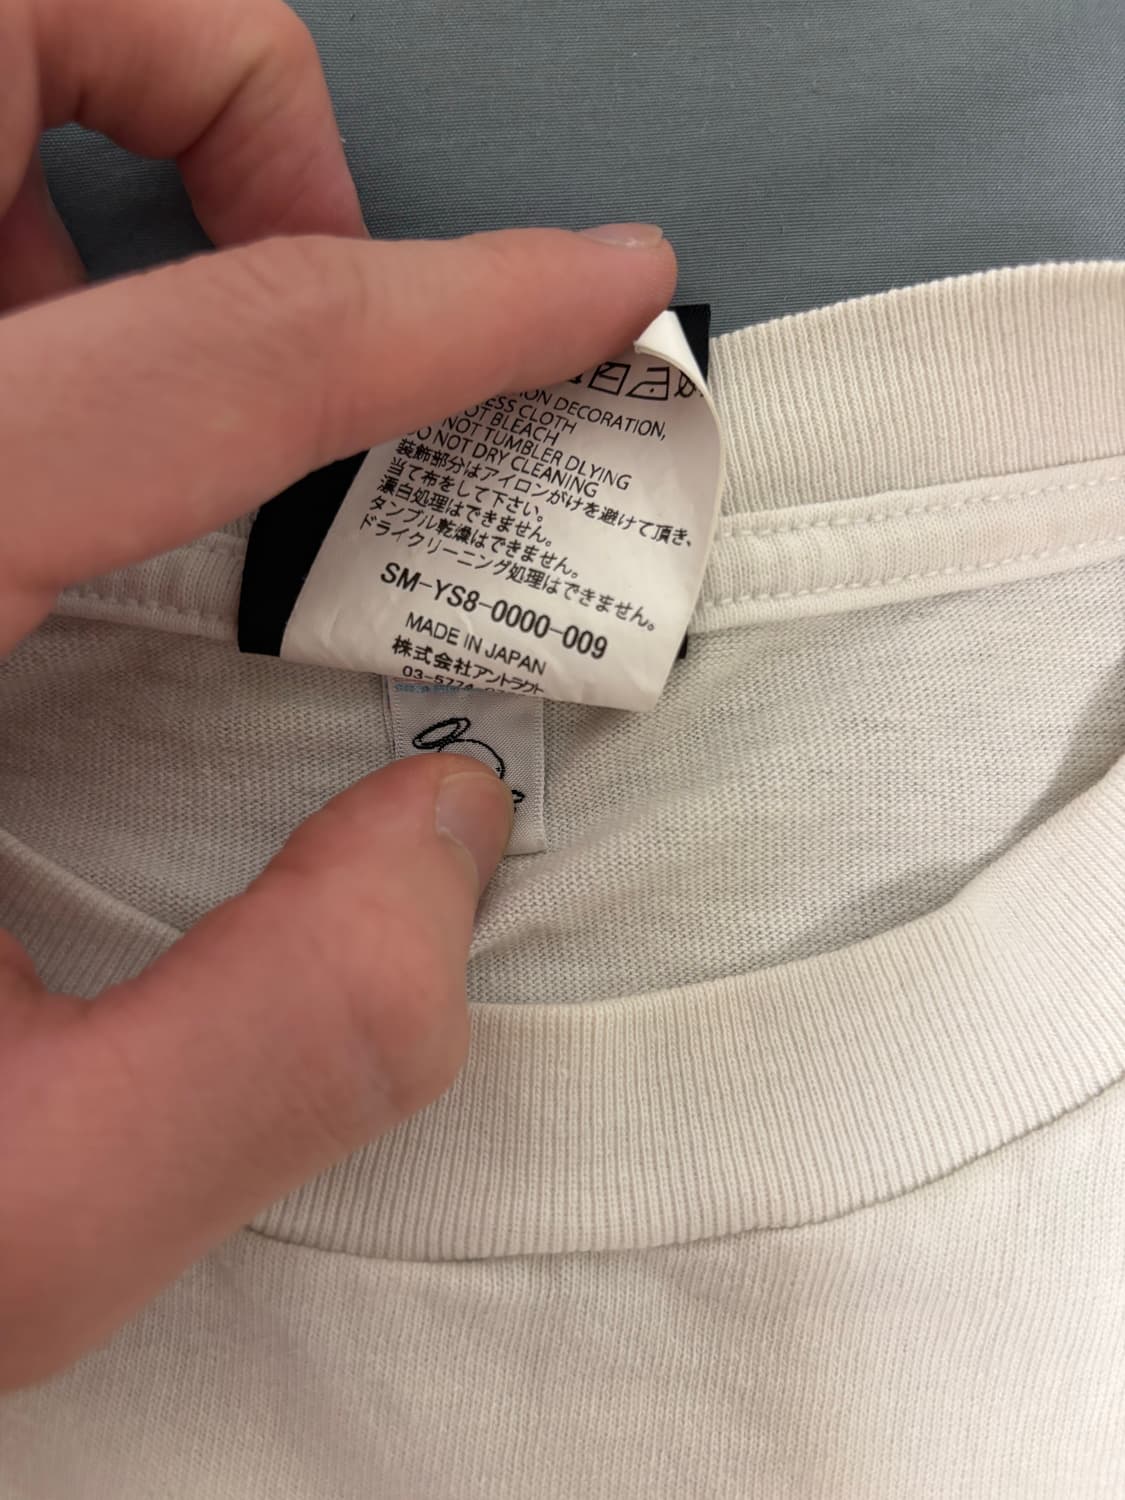 ION DECORATION,
ESS CLOTH
NOT BLEACH
DO NOT TUMBLER DLYING
NOT DRY CLEANING
装飾部分はアイロンがけを避けて頂き、
当て布をして下さい。
漂白処理はできません。
タンブル乾燥はできません。
ドライクリーニング処理はできません。
SM-YS8-0000-009
MADE IN JAPAN
株式会社アントラクト
03-5774-